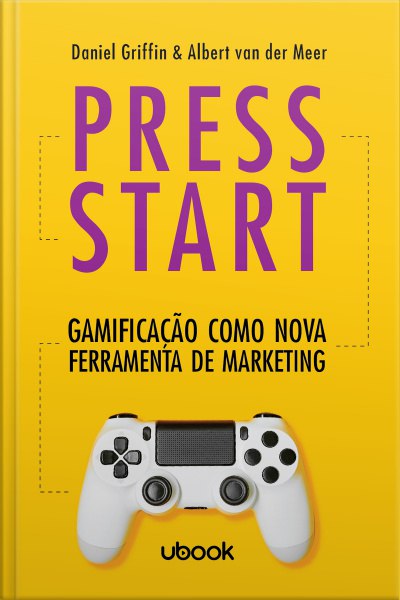 Daniel Griffin & Albert van der Meer
PRESS
START
GAMIFICAÇÃO COMO NOVA
FERRAMENTA DE MARKETING
ubook